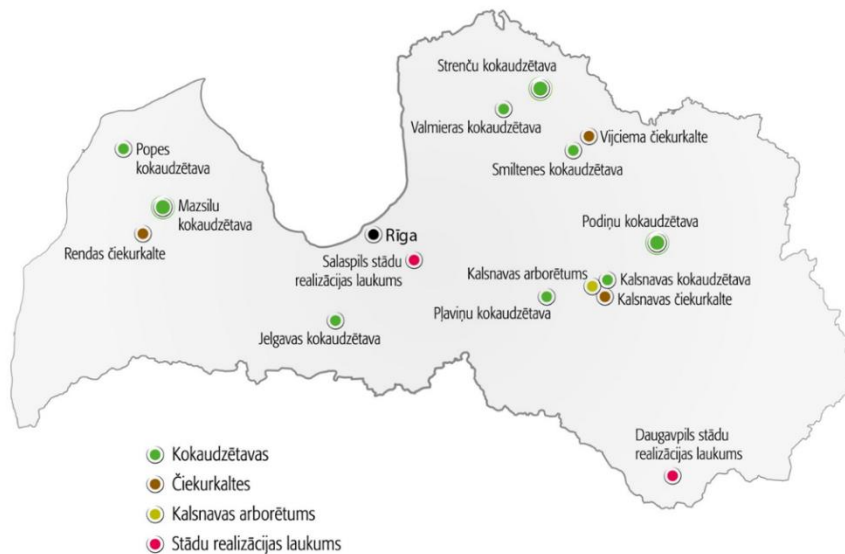 Strenču kokaudzētava
Valmieras kokaudzētava
Vijciema čiekurkalte
Smiltenes kokaudzētava
Popes
kokaudzētava
Mazsilu
kokaudzētava
Rendas čiekurkalte
Rīga
Salaspils stādu
realizācijas laukums
Podiņu kokaudzētava
Kalsnavas arborētums
Kalsnavas kokaudzētava
Kalsnavas čiekurkalte
Pļaviņu kokaudzētava
Jelgavas kokaudzētava
Daugavpils stādu
realizācijas laukums
Kokaudzētavas
Čiekurkaltes
Kalsnavas arborētums
Stādu realizācijas laukums